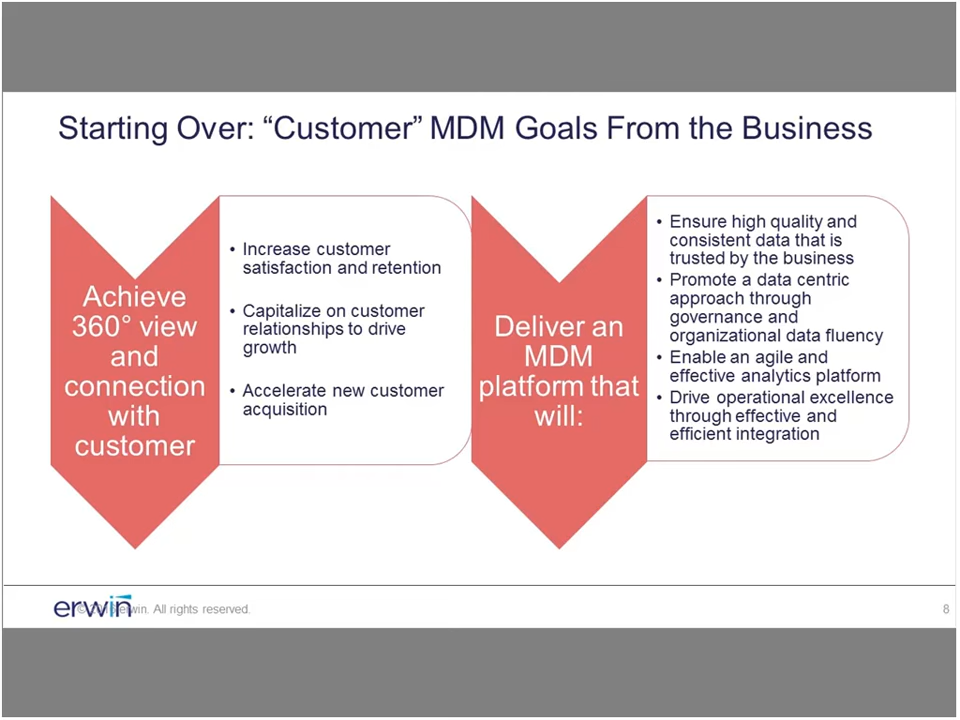 Starting Over: “Customer” MDM Goals From the Business
Achieve
360° view
and
connection
with
customer
• Increase customer
satisfaction and retention
• Capitalize on customer
relationships to drive
growth
• Accelerate new customer
acquisition
Deliver an
MDM
platform that
will:
• Ensure high quality and
consistent data that is
trusted by the business
• Promote a data centric
approach through
governance and
organizational data fluency
• Enable an agile and
effective analytics platform
• Drive operational excellence
through effective and
efficient integration
erwin
© erwin. All rights reserved.
8